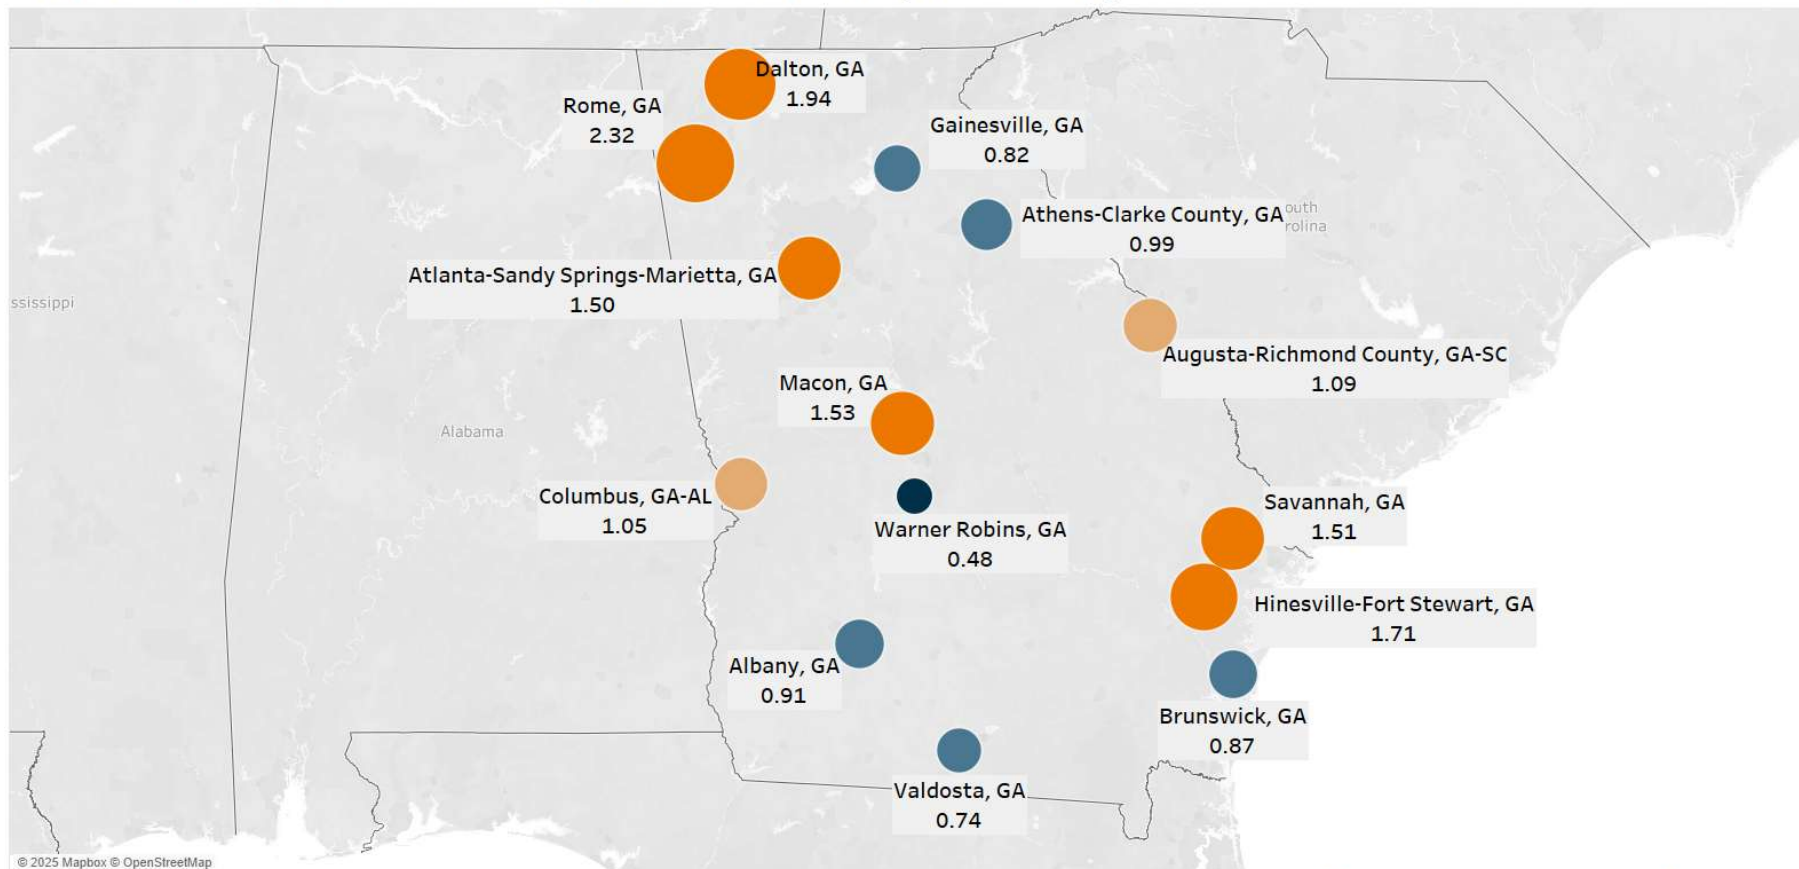 Dalton, GA
1.94
Rome, GA
2.32
Gainesville, GA
0.82
Athens-Clarke County, GA
0.99
outh
rolina
Atlanta-Sandy Springs-Marietta, GA
1.50
ssissippi
Augusta-Richmond County, GA-SC
1.09
Macon, GA
1.53
Alabama
Columbus, GA-AL
1.05
Warner Robins, GA
0.48
Savannah, GA
1.51
Hinesville-Fort Stewart, GA
1.71
Albany, GA
0.91
Brunswick, GA
0.87
Valdosta, GA
0.74
© 2025 Mapbox © OpenStreetMap